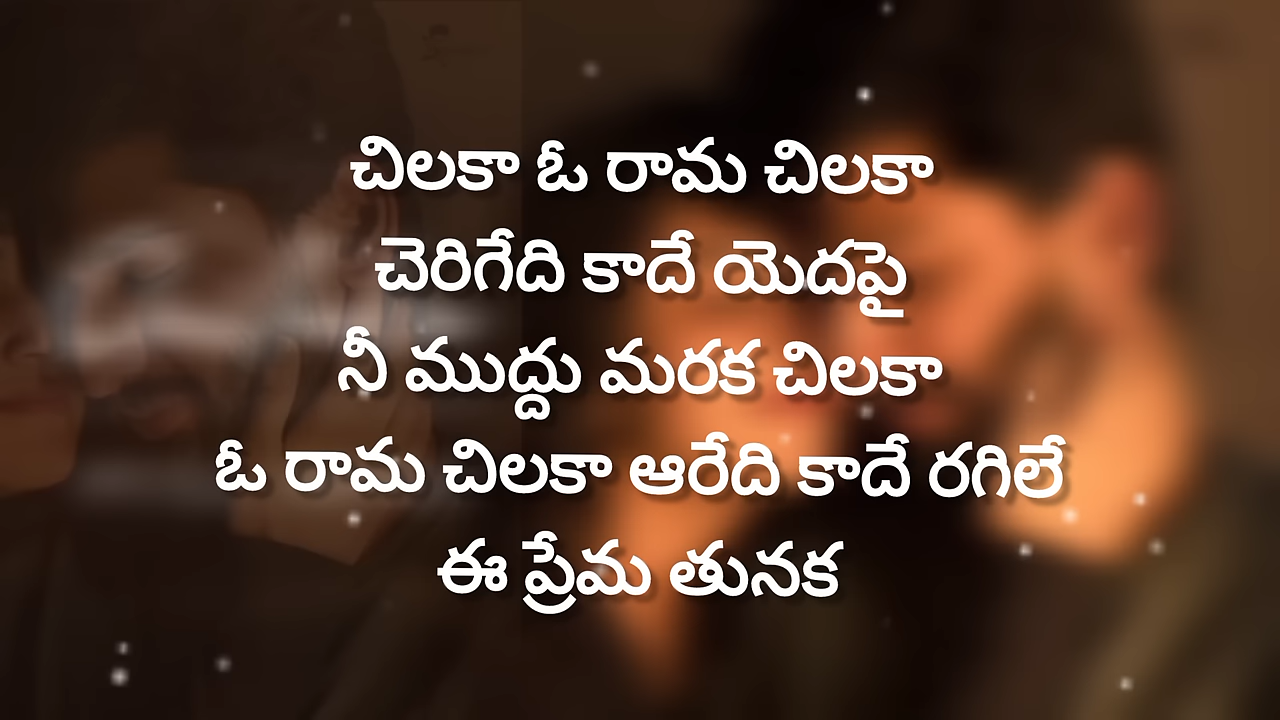 చిలకా ఓ రామ చిలకా
చెరిగేది కాదే యెదపై
నీ ముద్దు మరక చిలకా
ఓ రామ చిలకా ఆరేది కాదే రగిలే
ఈ ప్రేమ తునక